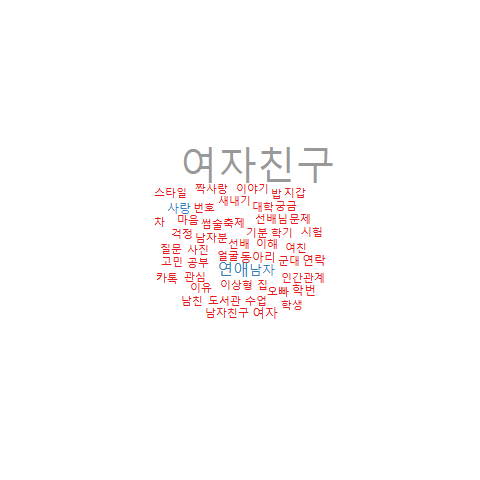 여자친구
스타일 짝사랑 이야기 밥 지갑
사랑 번호 새내기 대학 궁금
차 마음 썸 술 축제 선배님 문제
걱정 남자분 선배 기분 이해 학기 시험
질문 사진 얼굴 동아리 여친
고민 공부 연애 남자 군대 연락
카톡 관심 이상형 집 인간관계
이유 오빠 학번
남친 도서관 수업 학생
남자친구 여자